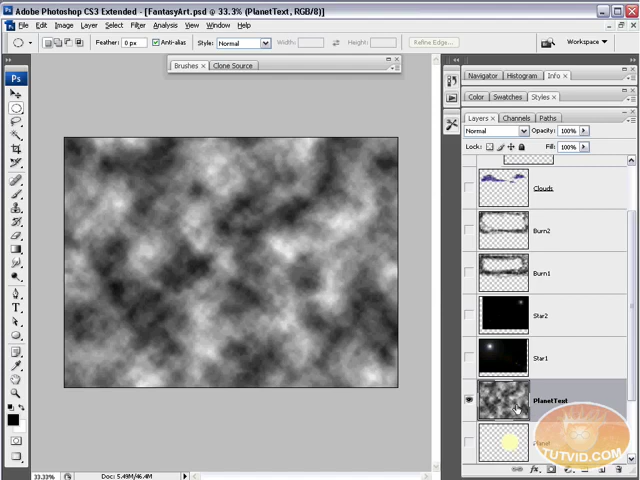 Adobe Photoshop CS3 Extended - [FantasyArt.psd @ 33.3% (PlanetText, RGB/8)]
File Edit Image Layer Select Filter Analysis View Window Help
Feather: 0 px Anti-alias Style: Normal Width: Height: Refine Edge... Workspace
Brushes Clone Source
Navigator Histogram Info
Color Swatches Styles
Layers Channels Paths
Normal Opacity: 100%
Lock: Fill: 100%
Clouds
Burn2
Burn1
Star2
Star1
PlanetText
Planet
TUTVID.COM
33.33% Doc: 5.49M/46.4M
Ps